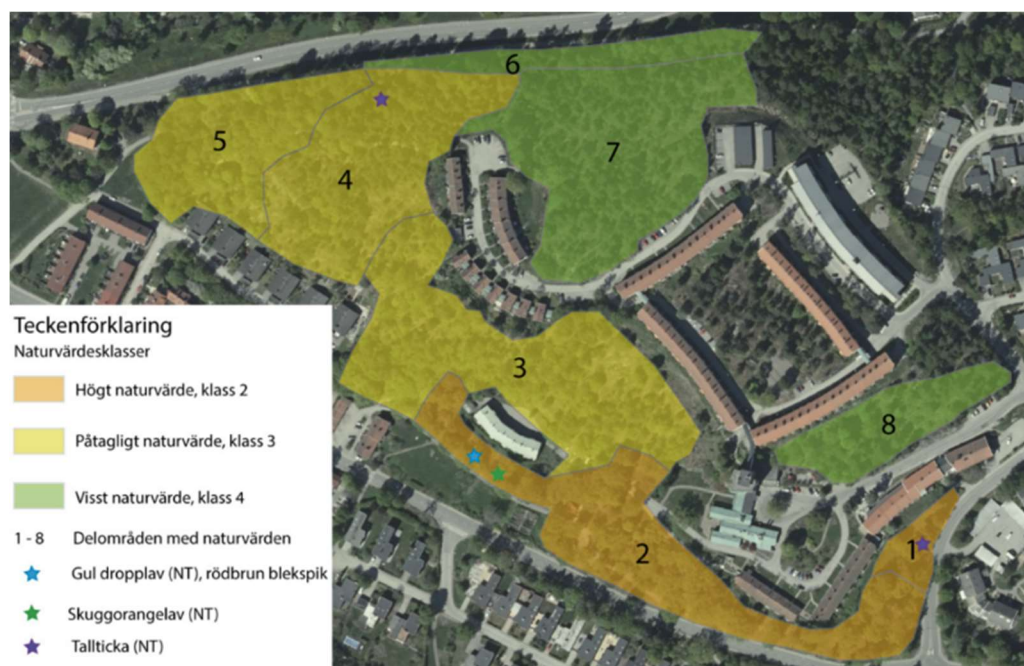 6
5
7
4
3
8
2
1
Teckenförklaring
Naturvärdesklasser
Högt naturvärde, klass 2
Påtagligt naturvärde, klass 3
Visst naturvärde, klass 4
1 - 8 Delområden med naturvärden
Gul dropplav (NT), rödbrun blekspik
Skuggorangelav (NT)
Tallticka (NT)